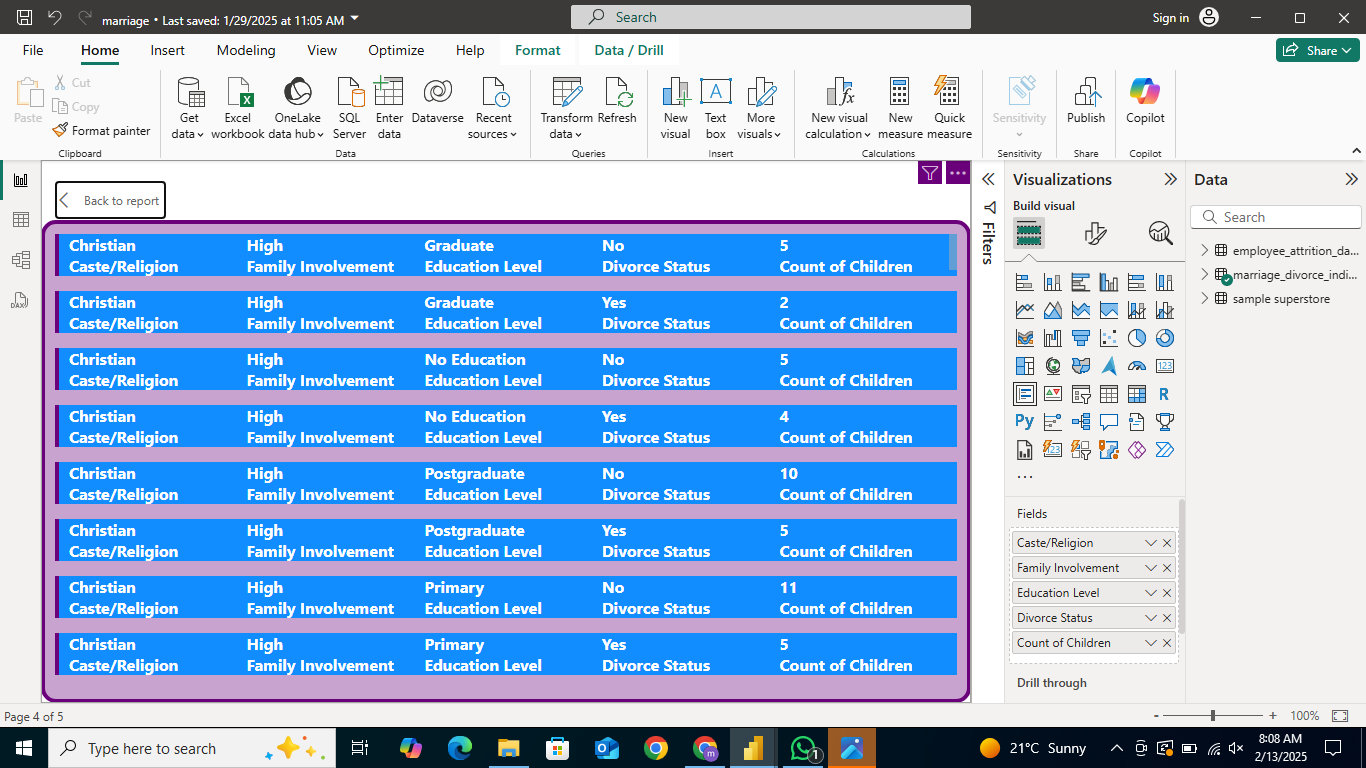 marriage • Last saved: 1/29/2025 at 11:05 AM
Search
Sign in
File Home Insert Modeling View Optimize Help Format Data / Drill
Share
Paste
Cut
Copy
Format painter
Clipboard
Get data
Excel workbook
OneLake data hub
SQL Server
Enter data
Dataverse
Recent sources
Data
Transform data
Refresh
Queries
New visual
Text box
More visuals
Insert
New visual calculation
New measure
Quick measure
Calculations
Sensitivity
Sensitivity
Publish
Share
Copilot
Copilot
Back to report
Christian High Graduate No 5
Caste/Religion Family Involvement Education Level Divorce Status Count of Children
Christian High Graduate Yes 2
Caste/Religion Family Involvement Education Level Divorce Status Count of Children
Christian High No Education No 5
Caste/Religion Family Involvement Education Level Divorce Status Count of Children
Christian High No Education Yes 4
Caste/Religion Family Involvement Education Level Divorce Status Count of Children
Christian High Postgraduate No 10
Caste/Religion Family Involvement Education Level Divorce Status Count of Children
Christian High Postgraduate Yes 5
Caste/Religion Family Involvement Education Level Divorce Status Count of Children
Christian High Primary No 11
Caste/Religion Family Involvement Education Level Divorce Status Count of Children
Christian High Primary Yes 5
Caste/Religion Family Involvement Education Level Divorce Status Count of Children
Filters
Visualizations
Build visual
123
R
Py
123
...
Fields
Caste/Religion
Family Involvement
Education Level
Divorce Status
Count of Children
Drill through
Data
Search
employee_attrition_da...
marriage_divorce_indi...
sample superstore
DAX
Page 4 of 5
- + 100%
Type here to search
m
1
21°C Sunny
8:08 AM
2/13/2025